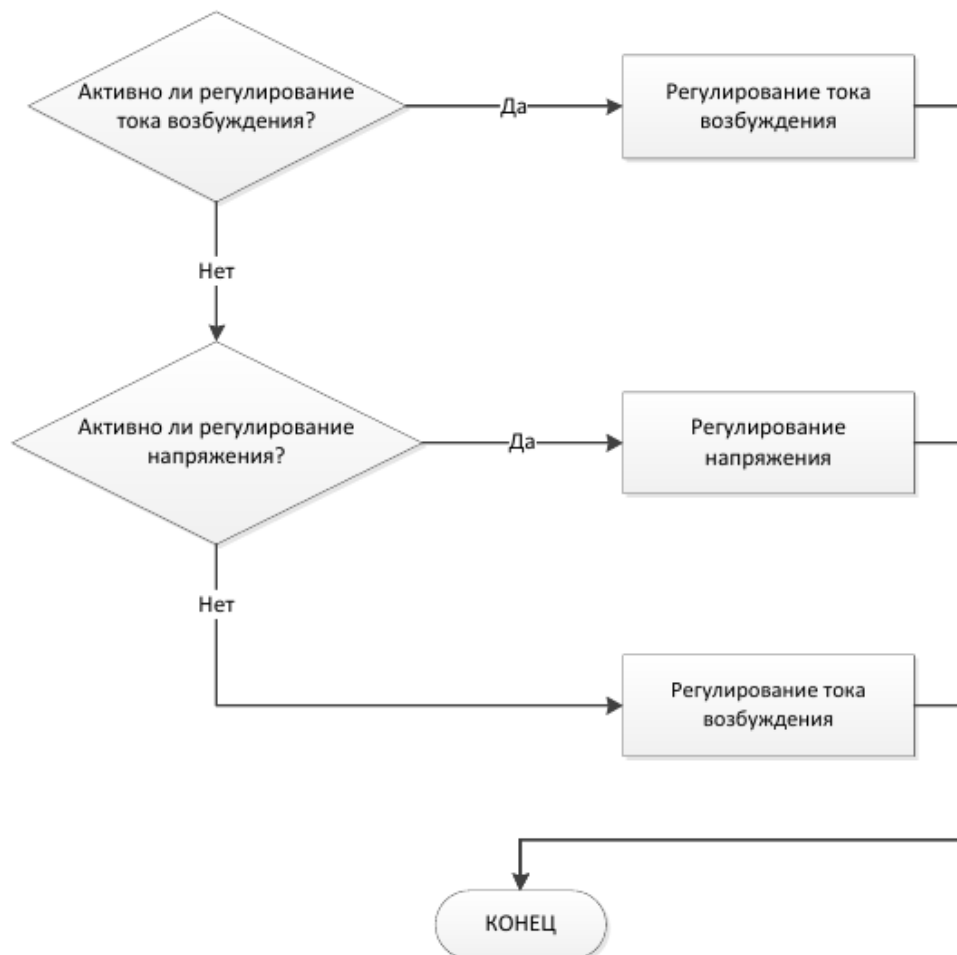 Активно ли регулирование
тока возбуждения?
Да
Регулирование тока
возбуждения
Нет
Активно ли регулирование
напряжения?
Да
Регулирование
напряжения
Нет
Регулирование тока
возбуждения
КОНЕЦ